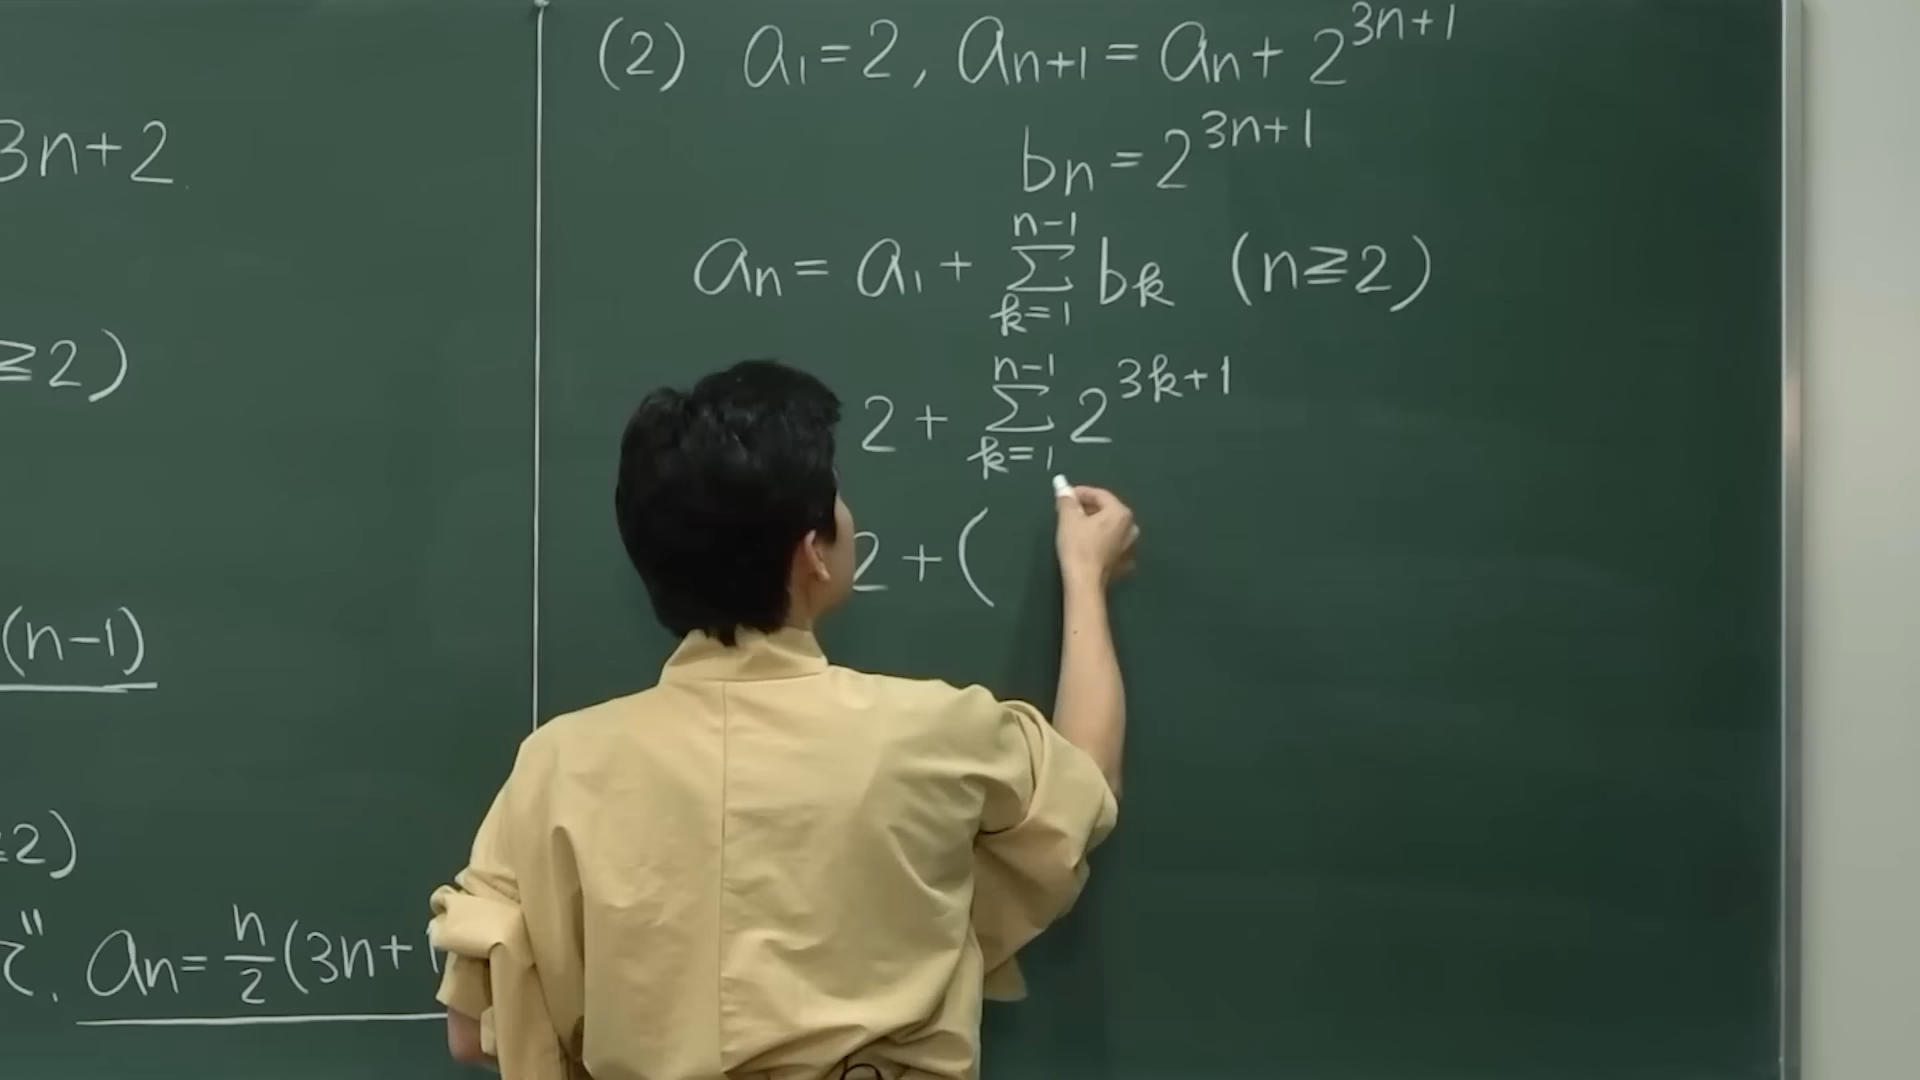 3n+2
≧2)
(n-1)
2)
で". an= n/2 (3n+1
(2) a1=2, an+1=an+2^3n+1
bn=2^3n+1
an=a1+ n-1 Σ k=1 bk (n≧2)
2+ n-1 Σ k=1 2^3k+1
2+(